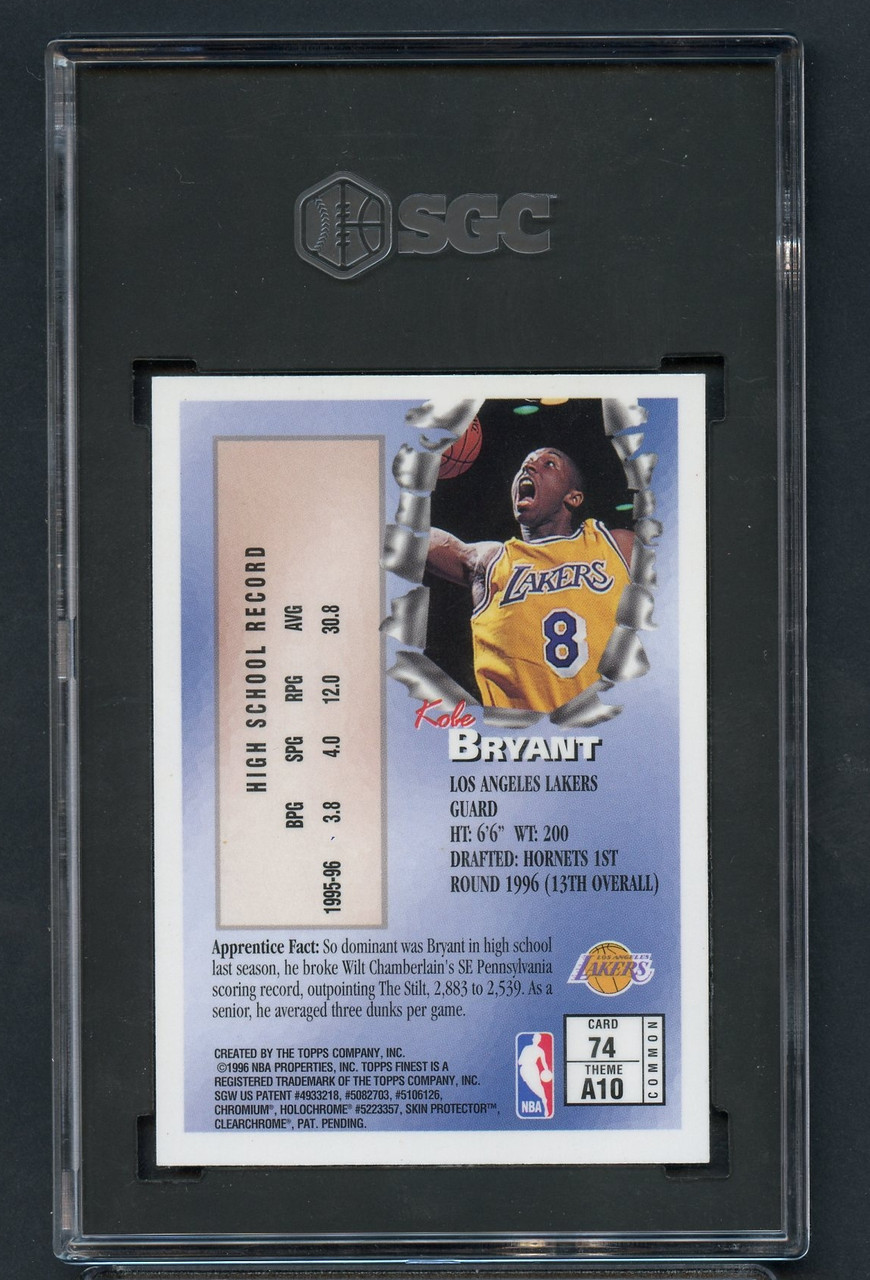 SGC
HIGH SCHOOL RECORD
BPG SPG RPG AVG
1995-96 3.8 4.0 12.0 30.8
LAKERS
8
Kobe
BRYANT
LOS ANGELES LAKERS
GUARD
HT: 6'6" WT: 200
DRAFTED: HORNETS 1ST
ROUND 1996 (13TH OVERALL)
Apprentice Fact: So dominant was Bryant in high school
last season, he broke Wilt Chamberlain's SE Pennsylvania
scoring record, outpointing The Stilt, 2,883 to 2,539. As a
senior, he averaged three dunks per game.
LOS ANGELES
LAKERS
CREATED BY THE TOPPS COMPANY, INC.
©1996 NBA PROPERTIES, INC. TOPPS FINEST IS A
REGISTERED TRADEMARK OF THE TOPPS COMPANY, INC.
SGW US PATENT #4933218, #5082703, #5106126,
CHROMIUM®, HOLOCHROME® #5223357, SKIN PROTECTOR™,
CLEARCHROME®, PAT. PENDING.
NBA
CARD
74
THEME
A10
COMMON